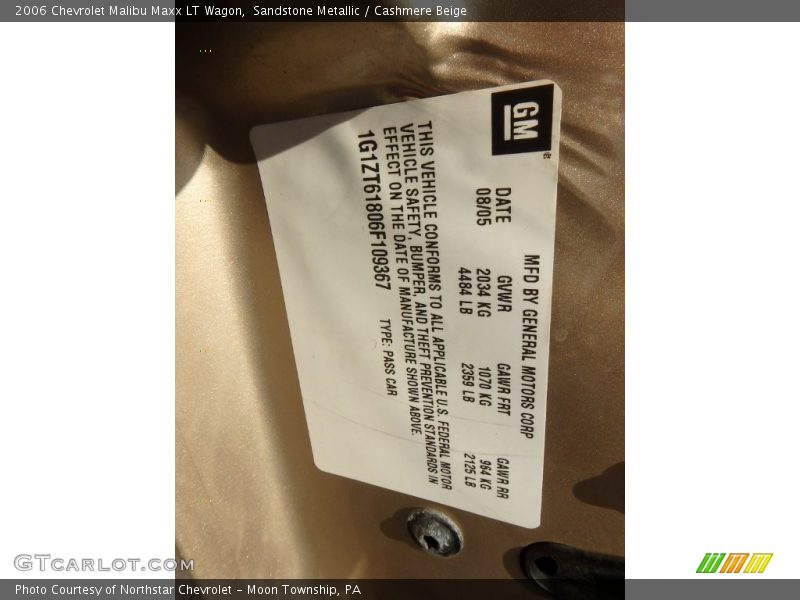 2006 Chevrolet Malibu Maxx LT Wagon,  Sandstone Metallic / Cashmere Beige
GM
MFD BY GENERAL MOTORS CORP
DATE GVWR GAWR FRT GAWR RR
08/05 2034 KG 1070 KG 964 KG
4484 LB 2359 LB 2125 LB
THIS VEHICLE CONFORMS TO ALL APPLICABLE U.S. FEDERAL MOTOR
VEHICLE SAFETY, BUMPER, AND THEFT PREVENTION STANDARDS IN
EFFECT ON THE DATE OF MANUFACTURE SHOWN ABOVE.
1G1ZT61806F109367 TYPE: PASS CAR
GTCarlot.com
Photo Courtesy of Northstar Chevrolet - Moon Township, PA